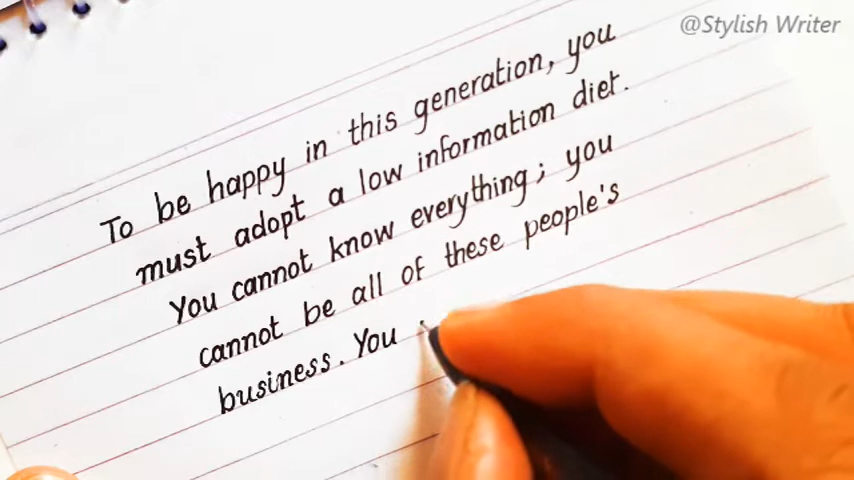 @Stylish Writer
To be happy in this generation, you
must adopt a low information diet.
You cannot know everything; you
cannot be all of these people's
business. You